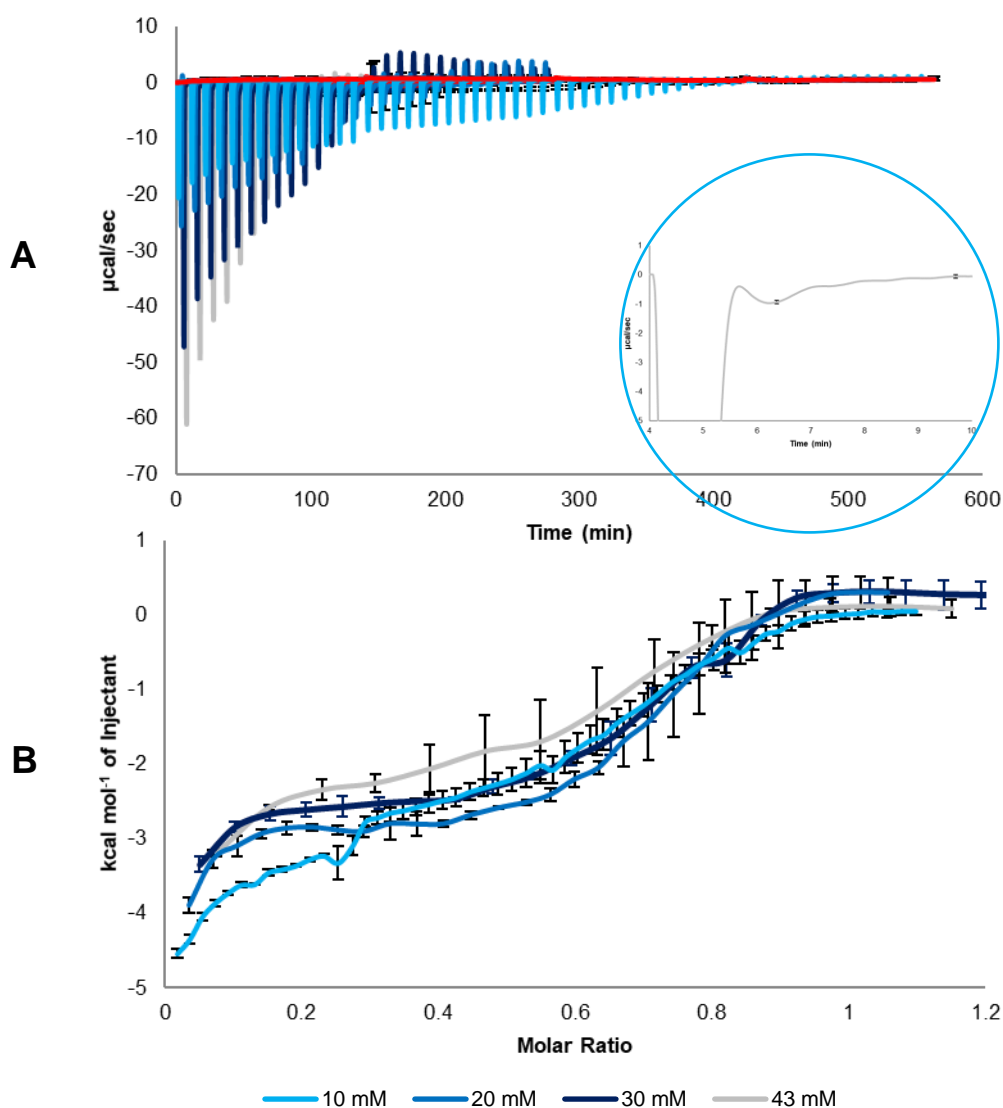 A
µcal/sec
10
0
-10
-20
-30
-40
-50
-60
-70
0 100 200 300 400 500 600
Time (min)
1
0
-1
-2
-3
-4
-5
µcal/sec
4 5 6 7 8 9 10
Time (min)
B
kcal mol⁻¹ of Injectant
1
0
-1
-2
-3
-4
-5
0 0.2 0.4 0.6 0.8 1 1.2
Molar Ratio
10 mM 20 mM 30 mM 43 mM